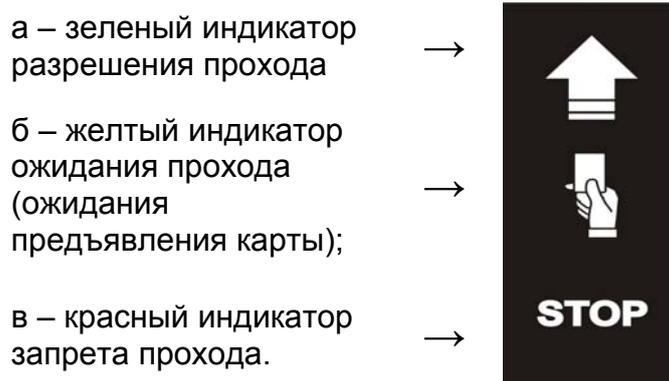 а – зеленый индикатор
разрешения прохода
б – желтый индикатор
ожидания прохода
(ожидания
предъявления карты);
в – красный индикатор
запрета прохода.
STOP